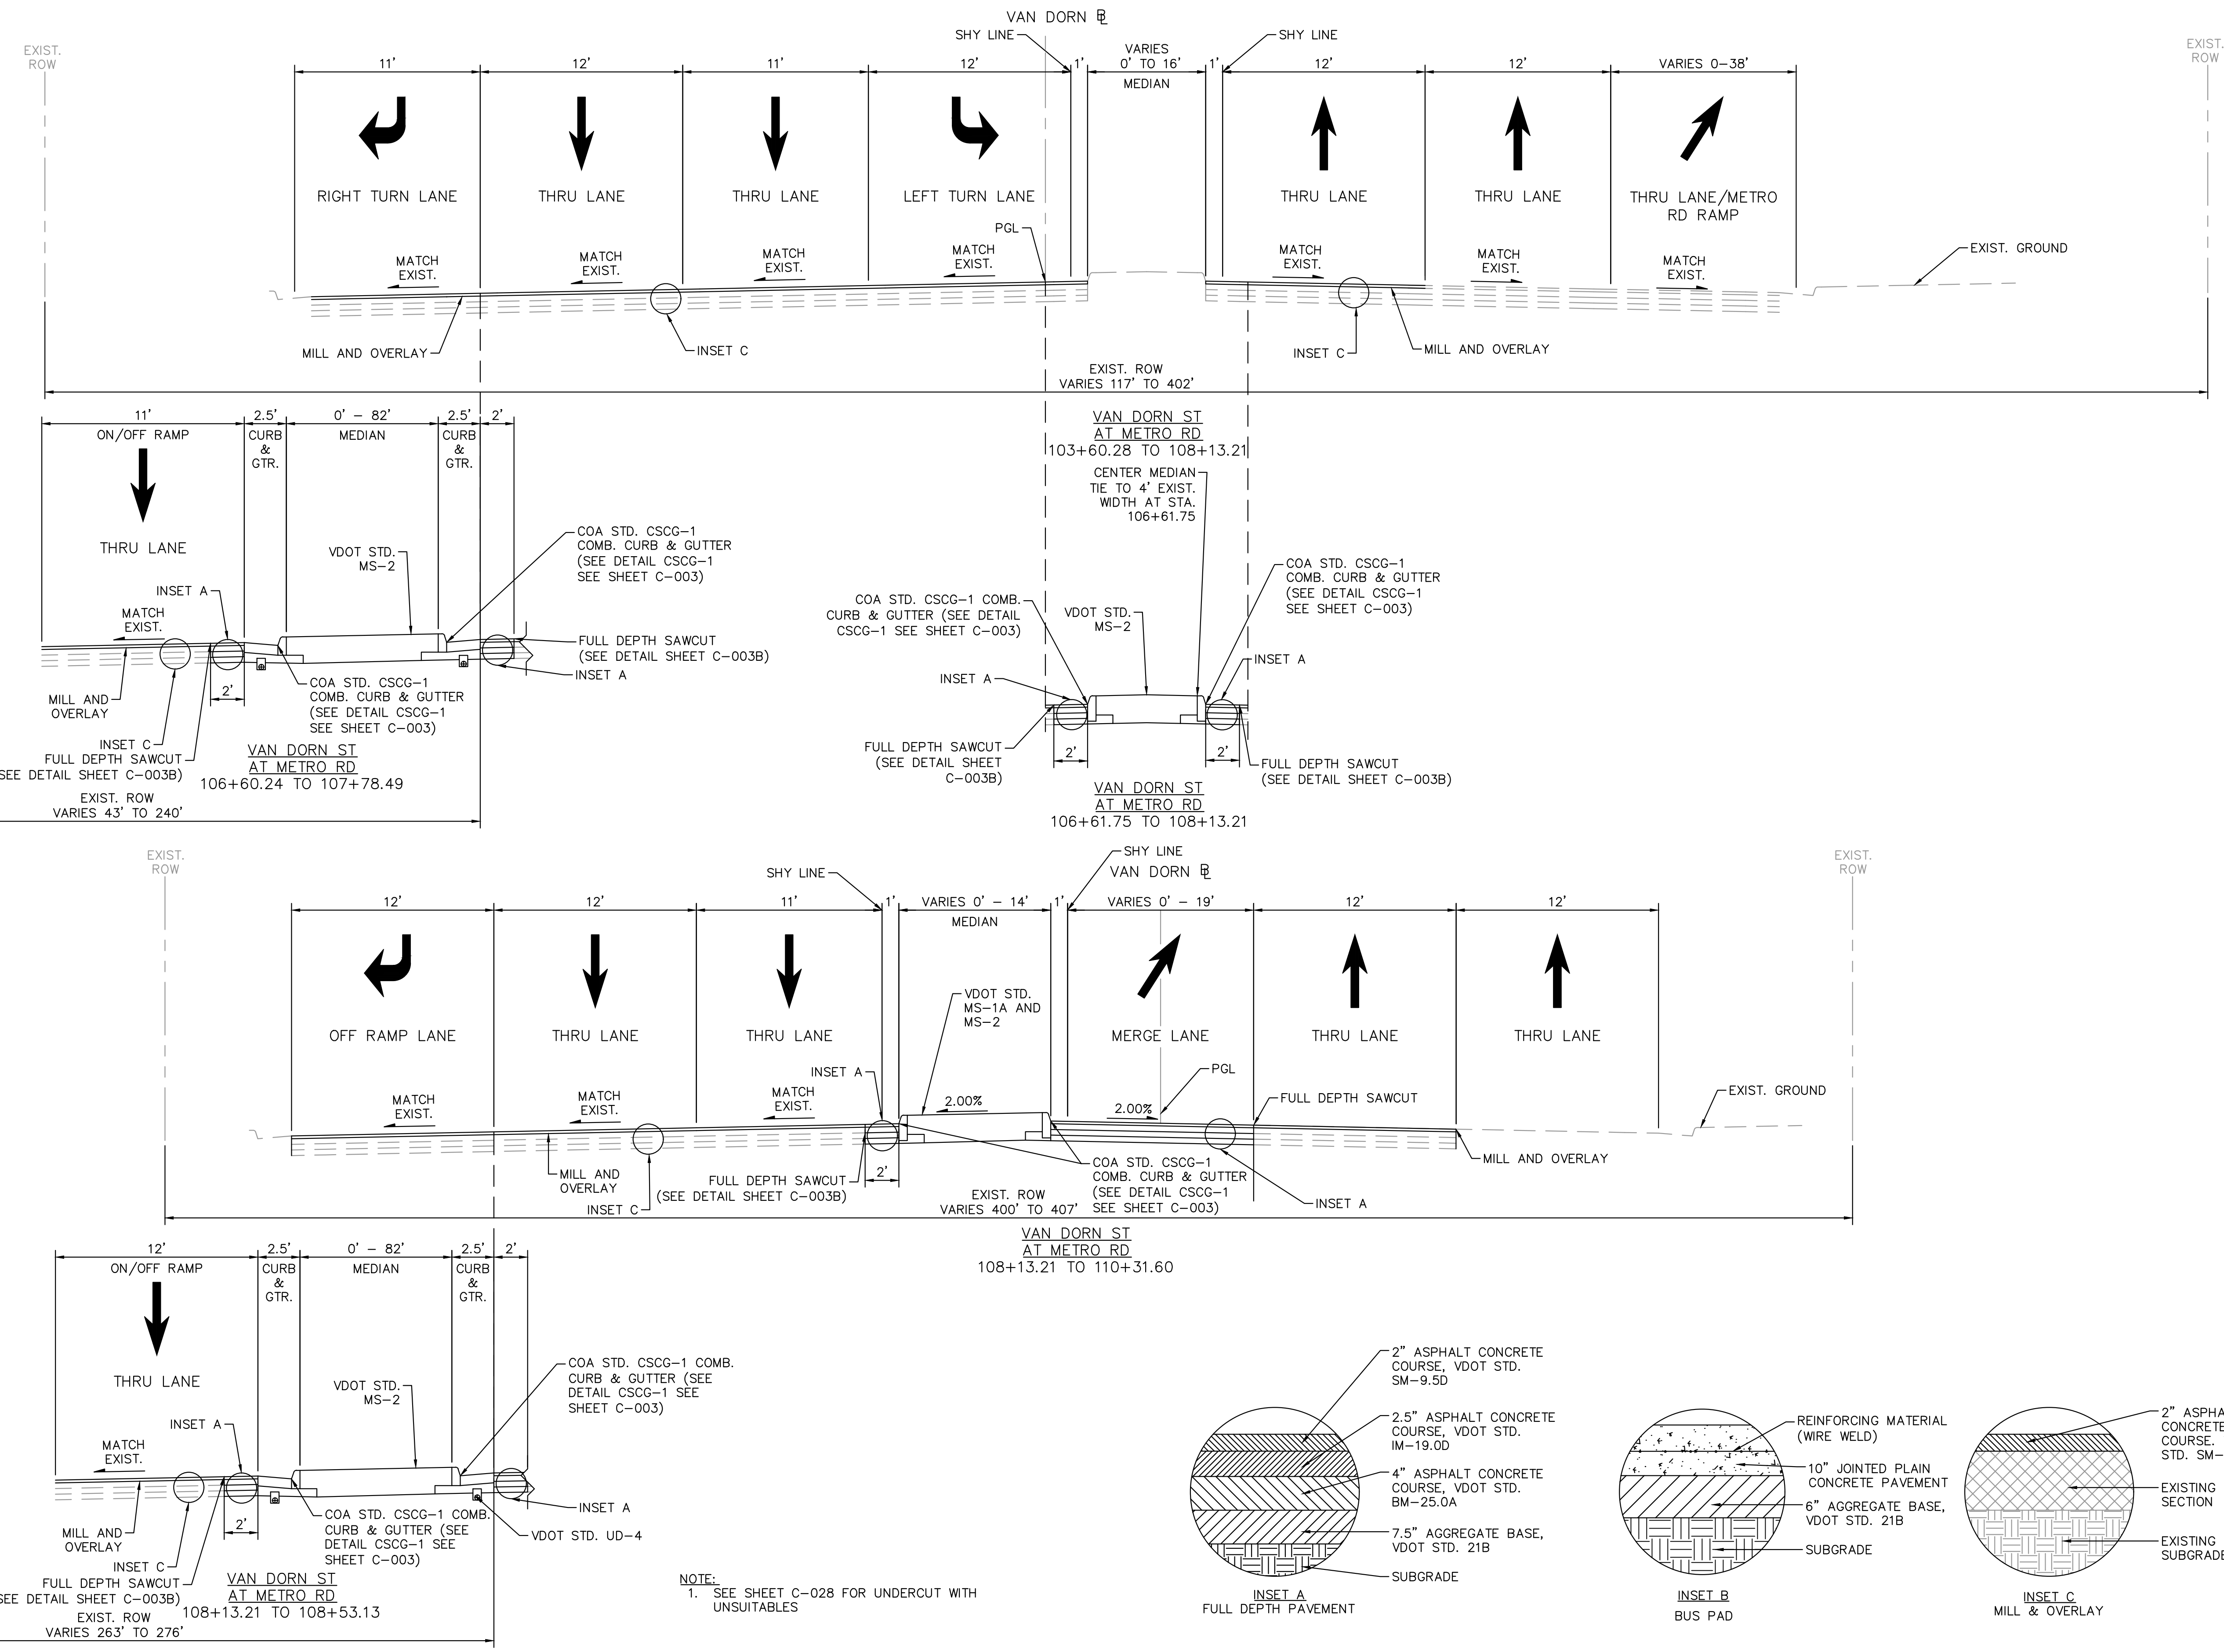 VAN DORN ℄
SHY LINE
SHY LINE
EXIST.
ROW
EXIST.
ROW
11'
12'
11'
12'
1'
VARIES
0' TO 16'
MEDIAN
1'
12'
12'
VARIES 0-38'
RIGHT TURN LANE
THRU LANE
THRU LANE
LEFT TURN LANE
THRU LANE
THRU LANE
THRU LANE/METRO
RD RAMP
PGL
MATCH
EXIST.
MATCH
EXIST.
MATCH
EXIST.
MATCH
EXIST.
MATCH
EXIST.
MATCH
EXIST.
MATCH
EXIST.
EXIST. GROUND
MILL AND OVERLAY
INSET C
INSET C
MILL AND OVERLAY
EXIST. ROW
VARIES 117' TO 402'
VAN DORN ST
AT METRO RD
103+60.28 TO 108+13.21
11'
2.5'
0' - 82'
2.5'
2'
ON/OFF RAMP
CURB
&
GTR.
MEDIAN
CURB
&
GTR.
THRU LANE
VDOT STD.
MS-2
COA STD. CSCG-1
COMB. CURB & GUTTER
(SEE DETAIL CSCG-1
SEE SHEET C-003)
INSET A
MATCH
EXIST.
FULL DEPTH SAWCUT
(SEE DETAIL SHEET C-003B)
INSET A
MILL AND
OVERLAY
2'
COA STD. CSCG-1
COMB. CURB & GUTTER
(SEE DETAIL CSCG-1
SEE SHEET C-003)
INSET C
FULL DEPTH SAWCUT
SEE DETAIL SHEET C-003B)
VAN DORN ST
AT METRO RD
106+60.24 TO 107+78.49
EXIST. ROW
VARIES 43' TO 240'
CENTER MEDIAN
TIE TO 4' EXIST.
WIDTH AT STA.
106+61.75
COA STD. CSCG-1
COMB. CURB & GUTTER
(SEE DETAIL CSCG-1
SEE SHEET C-003)
COA STD. CSCG-1 COMB.
CURB & GUTTER (SEE DETAIL
CSCG-1 SEE SHEET C-003)
VDOT STD.
MS-2
INSET A
INSET A
FULL DEPTH SAWCUT
(SEE DETAIL SHEET
C-003B)
2'
2'
FULL DEPTH SAWCUT
(SEE DETAIL SHEET C-003B)
VAN DORN ST
AT METRO RD
106+61.75 TO 108+13.21
EXIST.
ROW
SHY LINE
SHY LINE
VAN DORN ℄
EXIST.
ROW
12'
12'
11'
1'
VARIES 0' - 14'
MEDIAN
1'
VARIES 0' - 19'
12'
12'
OFF RAMP LANE
THRU LANE
THRU LANE
VDOT STD.
MS-1A AND
MS-2
MERGE LANE
THRU LANE
THRU LANE
INSET A
PGL
MATCH
EXIST.
MATCH
EXIST.
MATCH
EXIST.
2.00%
2.00%
FULL DEPTH SAWCUT
EXIST. GROUND
MILL AND
OVERLAY
INSET C
FULL DEPTH SAWCUT
(SEE DETAIL SHEET C-003B)
2'
COA STD. CSCG-1
COMB. CURB & GUTTER
(SEE DETAIL CSCG-1
SEE SHEET C-003)
INSET A
MILL AND OVERLAY
EXIST. ROW
VARIES 400' TO 407'
VAN DORN ST
AT METRO RD
108+13.21 TO 110+31.60
12'
2.5'
0' - 82'
2.5'
2'
ON/OFF RAMP
CURB
&
GTR.
MEDIAN
CURB
&
GTR.
THRU LANE
VDOT STD.
MS-2
COA STD. CSCG-1 COMB.
CURB & GUTTER (SEE
DETAIL CSCG-1 SEE
SHEET C-003)
INSET A
MATCH
EXIST.
INSET A
VDOT STD. UD-4
MILL AND
OVERLAY
2'
COA STD. CSCG-1 COMB.
CURB & GUTTER (SEE
DETAIL CSCG-1 SEE
SHEET C-003)
INSET C
FULL DEPTH SAWCUT
SEE DETAIL SHEET C-003B)
VAN DORN ST
AT METRO RD
108+13.21 TO 108+53.13
EXIST. ROW
VARIES 263' TO 276'
NOTE:
1. SEE SHEET C-028 FOR UNDERCUT WITH
UNSUITABLES
2" ASPHALT CONCRETE
COURSE, VDOT STD.
SM-9.5D
2.5" ASPHALT CONCRETE
COURSE, VDOT STD.
IM-19.0D
4" ASPHALT CONCRETE
COURSE, VDOT STD.
BM-25.0A
7.5" AGGREGATE BASE,
VDOT STD. 21B
SUBGRADE
INSET A
FULL DEPTH PAVEMENT
REINFORCING MATERIAL
(WIRE WELD)
10" JOINTED PLAIN
CONCRETE PAVEMENT
6" AGGREGATE BASE,
VDOT STD. 21B
SUBGRADE
INSET B
BUS PAD
2" ASPHA
CONCRETE
COURSE.
STD. SM-
EXISTING
SECTION
EXISTING
SUBGRADE
INSET C
MILL & OVERLAY